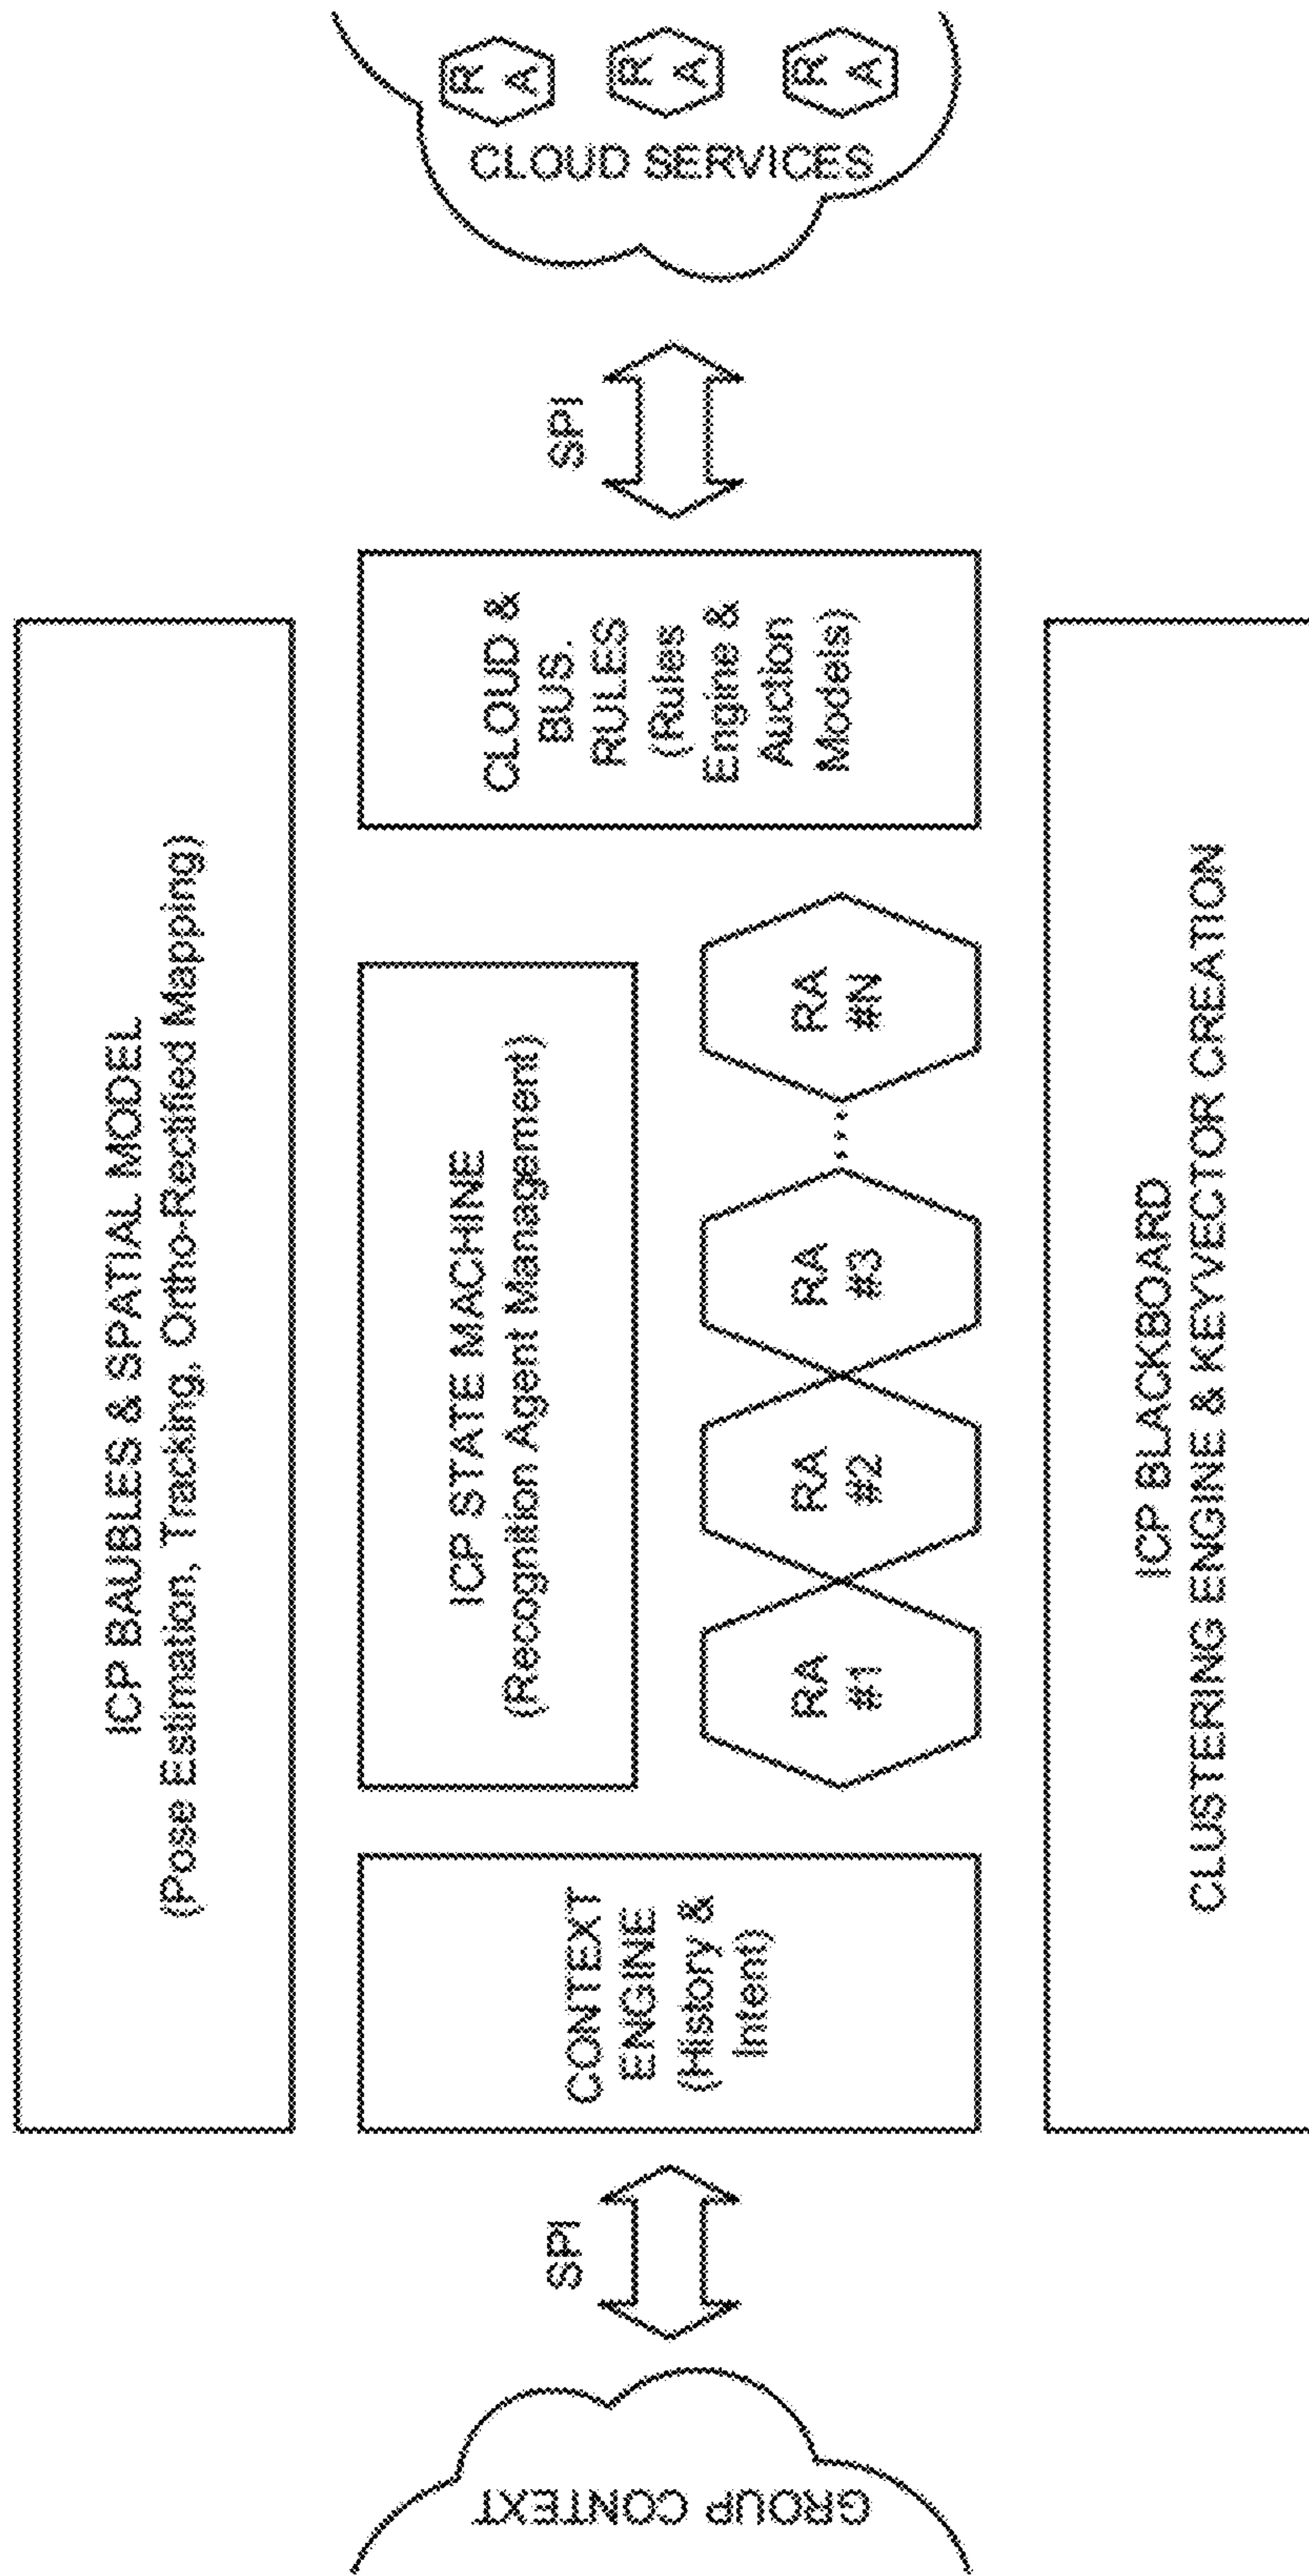 ICP BAUBLES & SPATIAL MODEL
(Pose Estimation, Tracking, Ortho-Rectified Mapping)
GROUP CONTEXT
SPI
CONTEXT
ENGINE
(History &
Intent)
ICP STATE MACHINE
(Recognition Agent Management)
RA
#1
RA
#2
RA
#3
RA
#N
CLOUD &
BUS.
RULES
(Rules
Engine &
Auction
Models)
SPI
CLOUD SERVICES
R
A
R
A
R
A
ICP BLACKBOARD
CLUSTERING ENGINE & KEYVECTOR CREATION